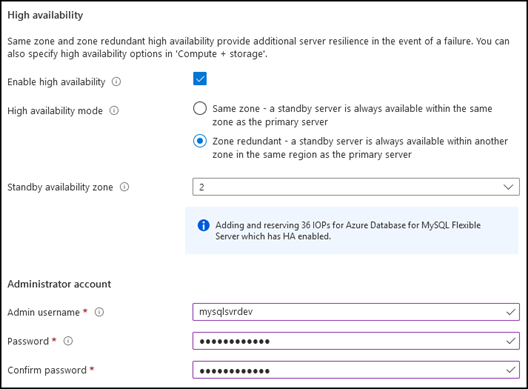 High availability
Same zone and zone redundant high availability provide additional server resilience in the event of a failure. You can
also specify high availability options in 'Compute + storage'.
Enable high availability
High availability mode
Same zone - a standby server is always available within the same
zone as the primary server
Zone redundant - a standby server is always available within another
zone in the same region as the primary server
Standby availability zone
2
Adding and reserving 36 IOPs for Azure Database for MySQL Flexible
Server which has HA enabled.
Administrator account
Admin username *
mysqlsvrdev
Password *
••••••••••••
Confirm password *
••••••••••••